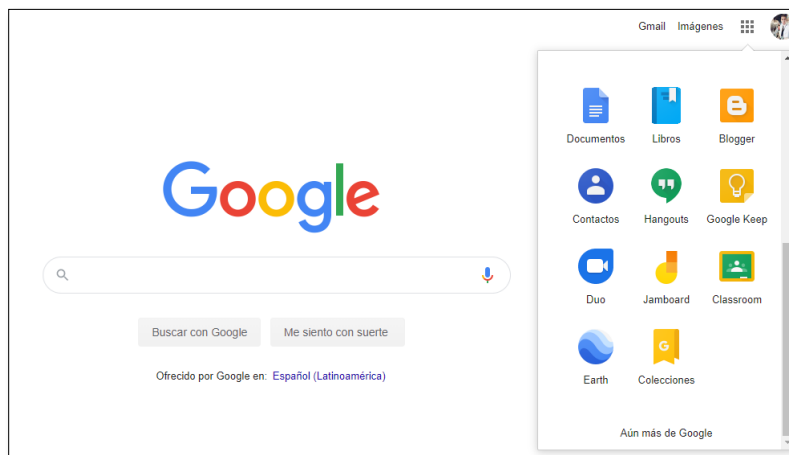 Gmail Imágenes
Documentos Libros Blogger
Google
Contactos Hangouts Google Keep
Duo Jamboard Classroom
Buscar con Google Me siento con suerte
Ofrecido por Google en: Español (Latinoamérica)
G
Earth Colecciones
Aún más de Google